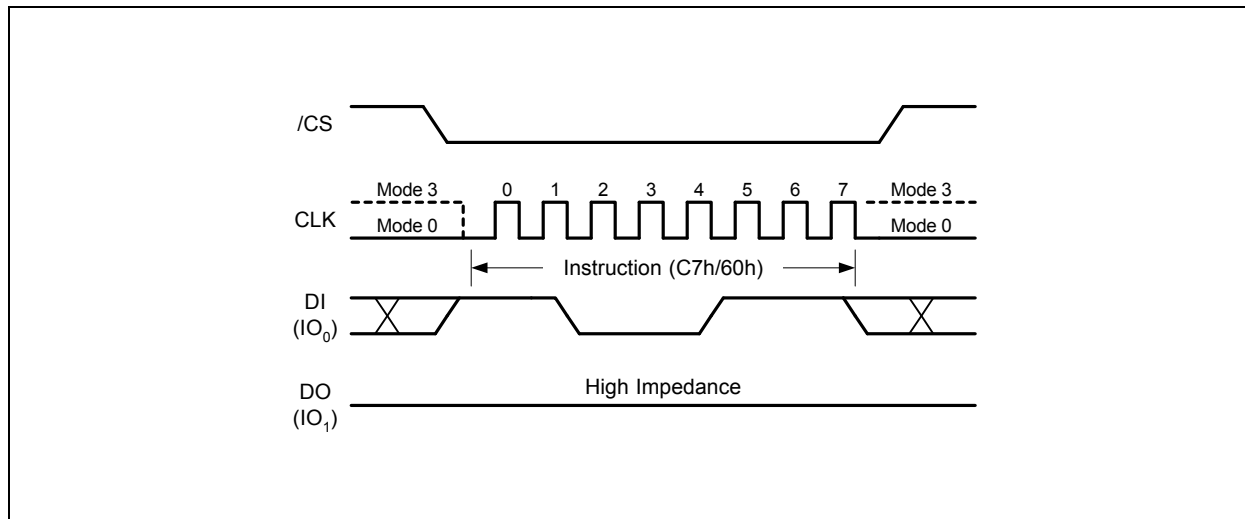 /CS
Mode 3 0 1 2 3 4 5 6 7 Mode 3
CLK
Mode 0 Mode 0
Instruction (C7h/60h)
DI
(IO0)
High Impedance
DO
(IO1)